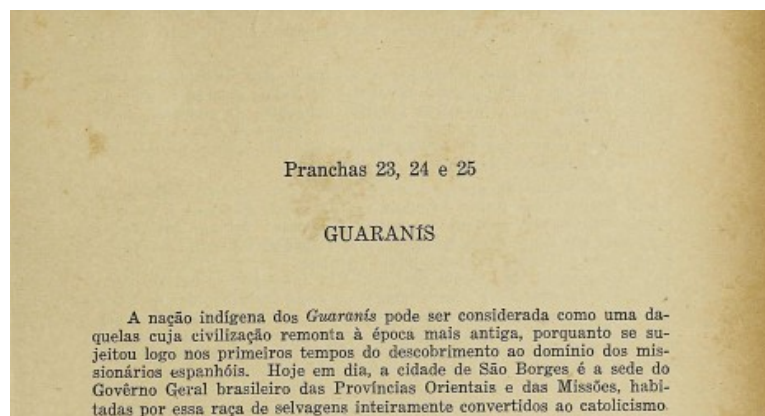 Pranchas 23, 24 e 25
GUARANÍS
A nação indígena dos Guaranís pode ser considerada como uma da-
quelas cuja civilização remonta à época mais antiga, porquanto se su-
jeitou logo nos primeiros tempos do descobrimento ao domínio dos mis-
sionários espanhóis. Hoje em dia, a cidade de São Borges é a sede do
Govêrno Geral brasileiro das Províncias Orientais e das Missões, habi-
tadas por essa raça de selvagens inteiramente convertidos ao catolicismo.